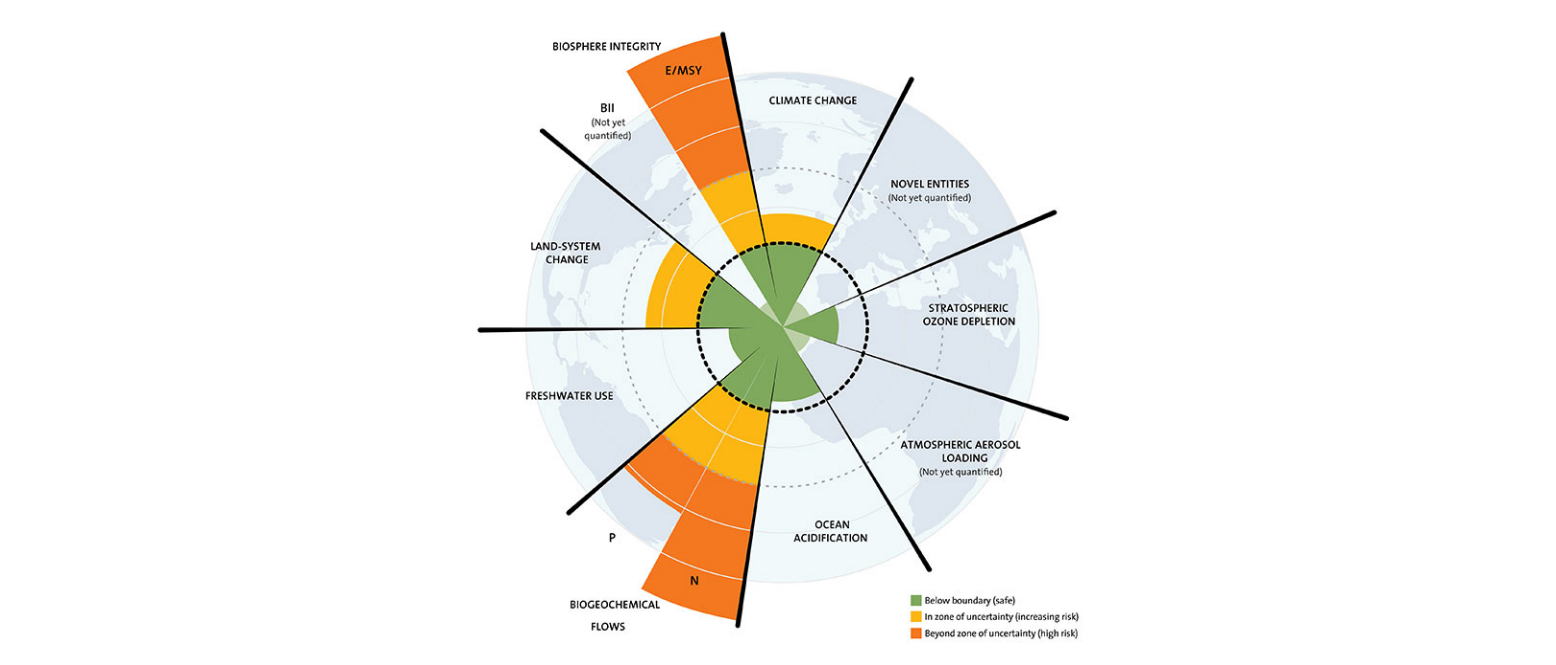 BIOSPHERE INTEGRITY
E/MSY
BII
(Not yet
quantified)
CLIMATE CHANGE
NOVEL ENTITIES
(Not yet quantified)
LAND-SYSTEM
CHANGE
STRATOSPHERIC
OZONE DEPLETION
FRESHWATER USE
ATMOSPHERIC AEROSOL
LOADING
(Not yet quantified)
OCEAN
ACIDIFICATION
P
N
BIOGEOCHEMICAL
FLOWS
Below boundary (safe)
In zone of uncertainty (increasing risk)
Beyond zone of uncertainty (high risk)